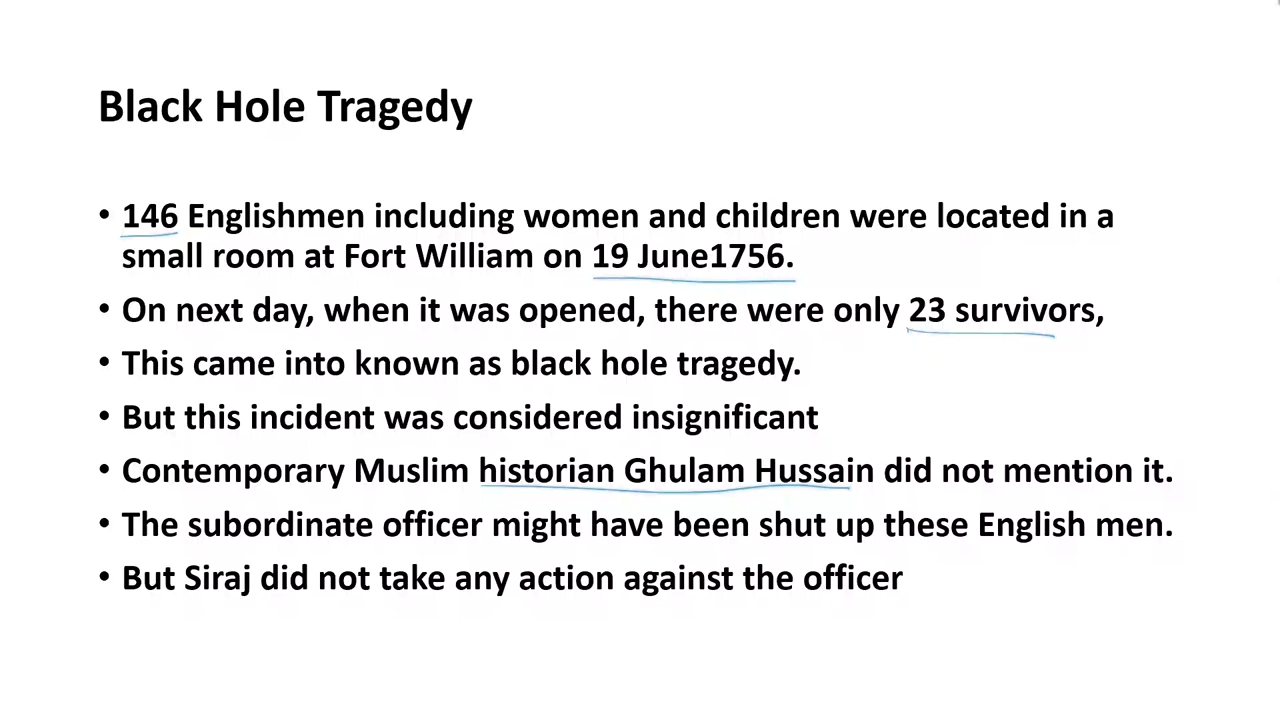 Black Hole Tragedy
• 146 Englishmen including women and children were located in a
small room at Fort William on 19 June1756.
• On next day, when it was opened, there were only 23 survivors,
• This came into known as black hole tragedy.
• But this incident was considered insignificant
• Contemporary Muslim historian Ghulam Hussain did not mention it.
• The subordinate officer might have been shut up these English men.
• But Siraj did not take any action against the officer